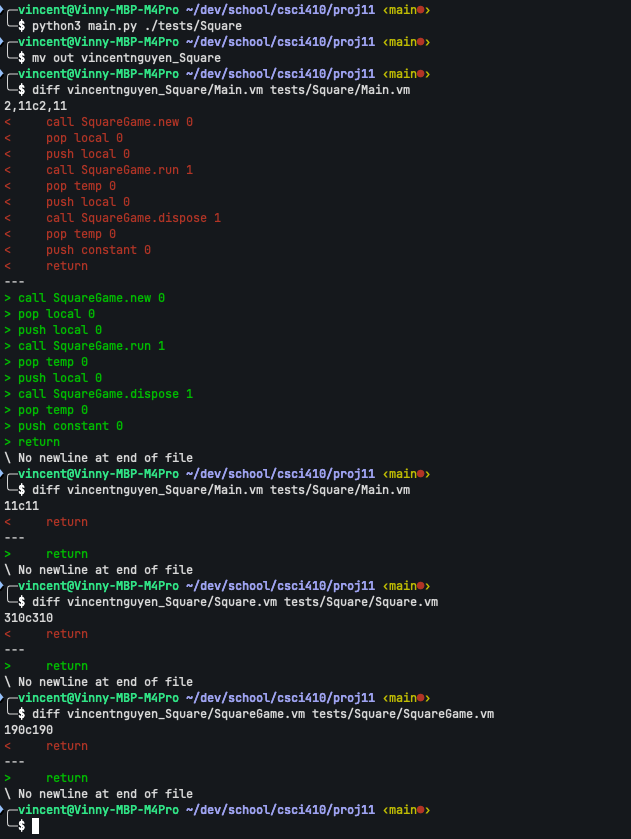 vincent@Vinny-MBP-M4Pro ~/dev/school/csci410/proj11 ‹main●›
$ python3 main.py ./tests/Square
vincent@Vinny-MBP-M4Pro ~/dev/school/csci410/proj11 ‹main●›
$ mv out vincentnguyen_Square
vincent@Vinny-MBP-M4Pro ~/dev/school/csci410/proj11 ‹main●›
$ diff vincentnguyen_Square/Main.vm tests/Square/Main.vm
2,11c2,11
<     call SquareGame.new 0
<     pop local 0
<     push local 0
<     call SquareGame.run 1
<     pop temp 0
<     push local 0
<     call SquareGame.dispose 1
<     pop temp 0
<     push constant 0
<     return
---
> call SquareGame.new 0
> pop local 0
> push local 0
> call SquareGame.run 1
> pop temp 0
> push local 0
> call SquareGame.dispose 1
> pop temp 0
> push constant 0
> return
\ No newline at end of file
vincent@Vinny-MBP-M4Pro ~/dev/school/csci410/proj11 ‹main●›
$ diff vincentnguyen_Square/Main.vm tests/Square/Main.vm
11c11
<     return
---
>     return
\ No newline at end of file
vincent@Vinny-MBP-M4Pro ~/dev/school/csci410/proj11 ‹main●›
$ diff vincentnguyen_Square/Square.vm tests/Square/Square.vm
310c310
<     return
---
>     return
\ No newline at end of file
vincent@Vinny-MBP-M4Pro ~/dev/school/csci410/proj11 ‹main●›
$ diff vincentnguyen_Square/SquareGame.vm tests/Square/SquareGame.vm
190c190
<     return
---
>     return
\ No newline at end of file
vincent@Vinny-MBP-M4Pro ~/dev/school/csci410/proj11 ‹main●›
$